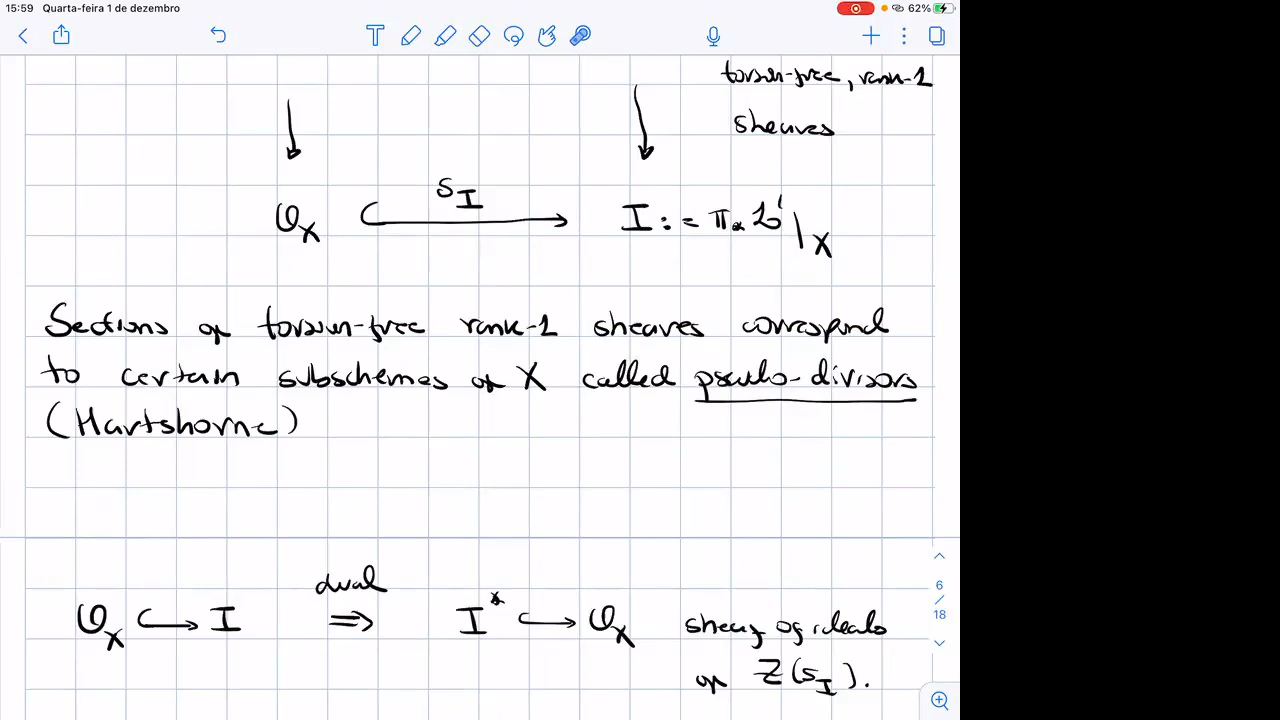 15:59 Quarta-feira 1 de dezembro 62%
torsion-free, rank-1
sheaves
O_X ↪ s_I I := π_* L'|_X
Sections of torsion-free rank-1 sheaves correspond
to certain subschemes of X called pseudo-divisors
(Hartshorne)
6
/
18
O_X ↪ I dual ⇒ I^* ↪ O_X sheaf of ideals
of Z(s_I).